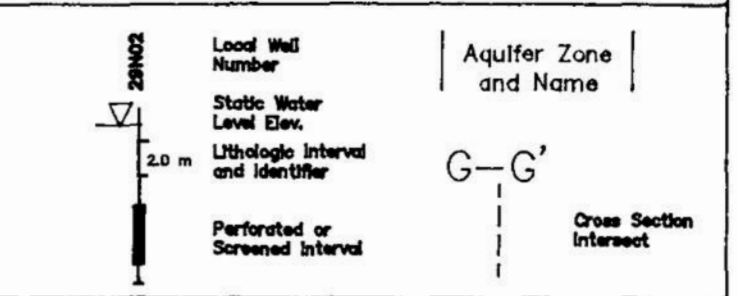 29N02
Local Well
Number
Aquifer Zone
and Name
Static Water
Level Elev.
2.0 m
Lithologic Interval
and Identifier
G—G'
Perforated or
Screened Interval
Cross Section
Intersect